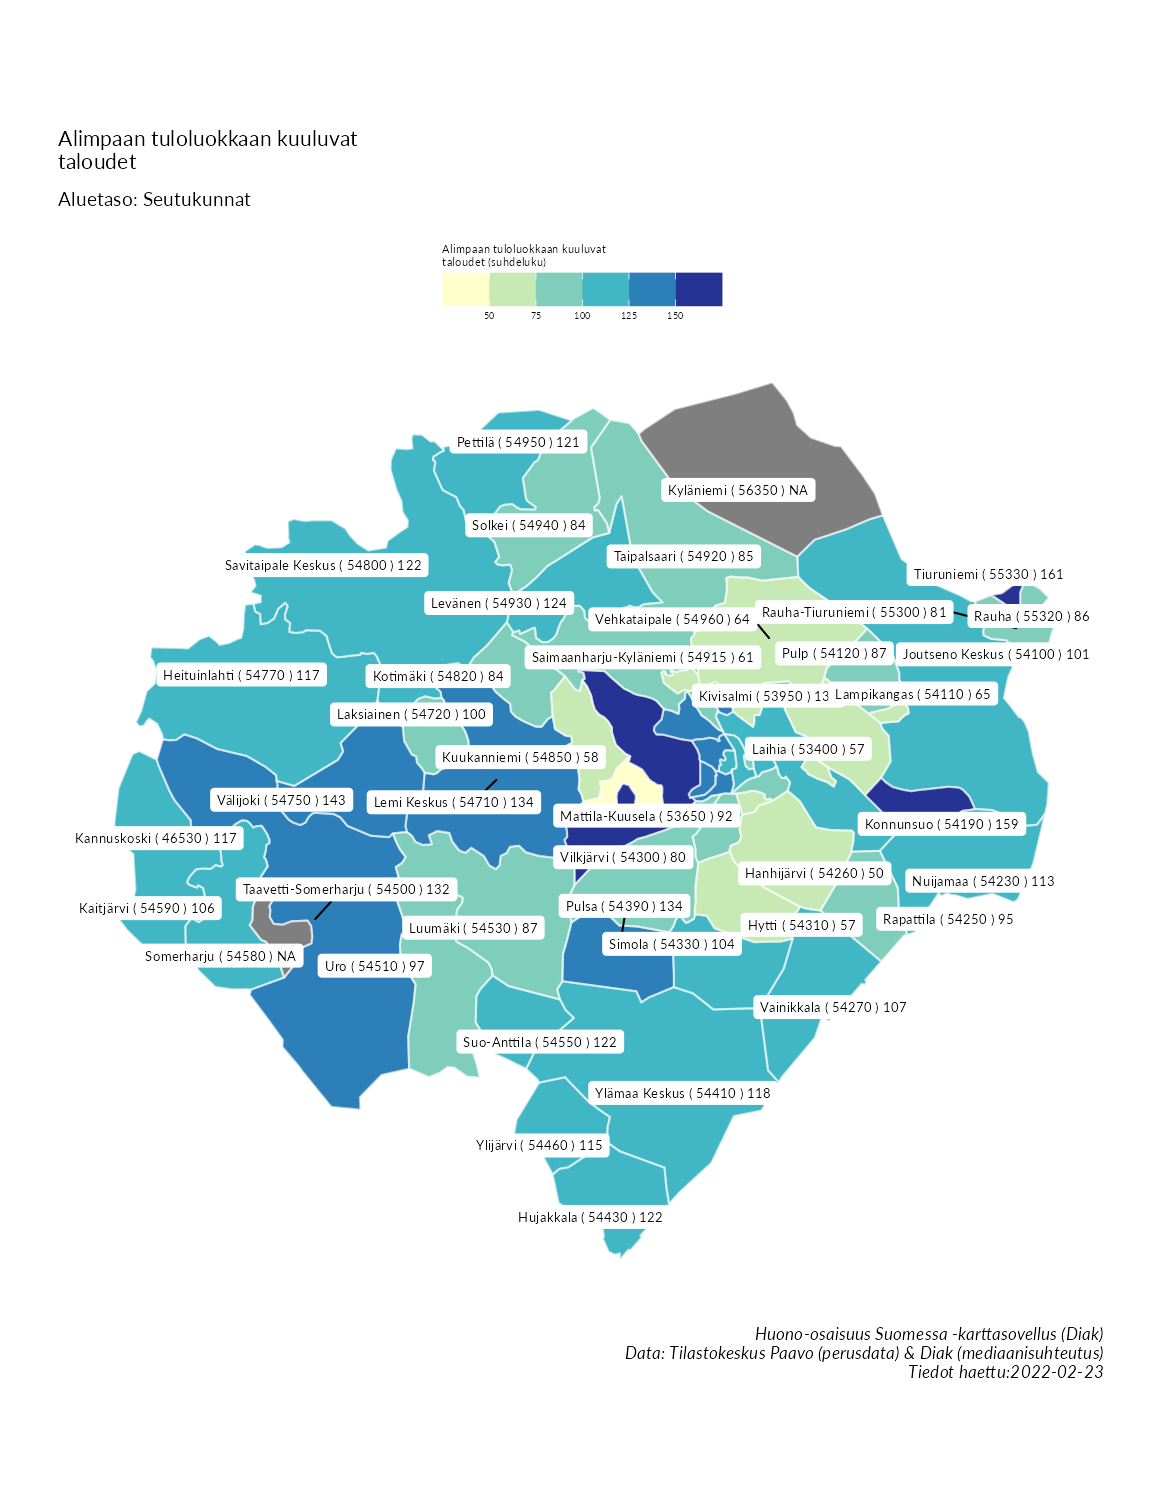 Alimpaan tuloluokkaan kuuluvat
taloudet
Aluetaso: Seutukunnat
Alimpaan tuloluokkaan kuuluvat
taloudet (suhdeluku)
50 75 100 125 150
Pettilä ( 54950 ) 121
Kyläniemi ( 56350 ) NA
Solkei ( 54940 ) 84
Taipalsaari ( 54920 ) 85
Savitaipale Keskus ( 54800 ) 122
Tiuruniemi ( 55330 ) 161
Levänen ( 54930 ) 124
Vehkataipale ( 54960 ) 64
Rauha-Tiuruniemi ( 55300 ) 81
Rauha ( 55320 ) 86
Saimaanharju-Kyläniemi ( 54915 ) 61
Pulp ( 54120 ) 87
Joutseno Keskus ( 54100 ) 101
Heituinlahti ( 54770 ) 117
Kotimäki ( 54820 ) 84
Kivisalmi ( 53950 ) 13
Lampikangas ( 54110 ) 65
Laksiainen ( 54720 ) 100
Laihia ( 53400 ) 57
Kuukanniemi ( 54850 ) 58
Välijoki ( 54750 ) 143
Lemi Keskus ( 54710 ) 134
Mattila-Kuusela ( 53650 ) 92
Konnunsuo ( 54190 ) 159
Kannuskoski ( 46530 ) 117
Vilkjärvi ( 54300 ) 80
Hanhijärvi ( 54260 ) 50
Nuijamaa ( 54230 ) 113
Taavetti-Somerharju ( 54500 ) 132
Kaitjärvi ( 54590 ) 106
Pulsa ( 54390 ) 134
Luumäki ( 54530 ) 87
Hytti ( 54310 ) 57
Rapattila ( 54250 ) 95
Simola ( 54330 ) 104
Somerharju ( 54580 ) NA
Uro ( 54510 ) 97
Vainikkala ( 54270 ) 107
Suo-Anttila ( 54550 ) 122
Ylämaa Keskus ( 54410 ) 118
Ylijärvi ( 54460 ) 115
Hujakkala ( 54430 ) 122
Huono-osaisuus Suomessa -karttasovellus (Diak)
Data: Tilastokeskus Paavo (perusdata) & Diak (mediaanisuhteutus)
Tiedot haettu:2022-02-23